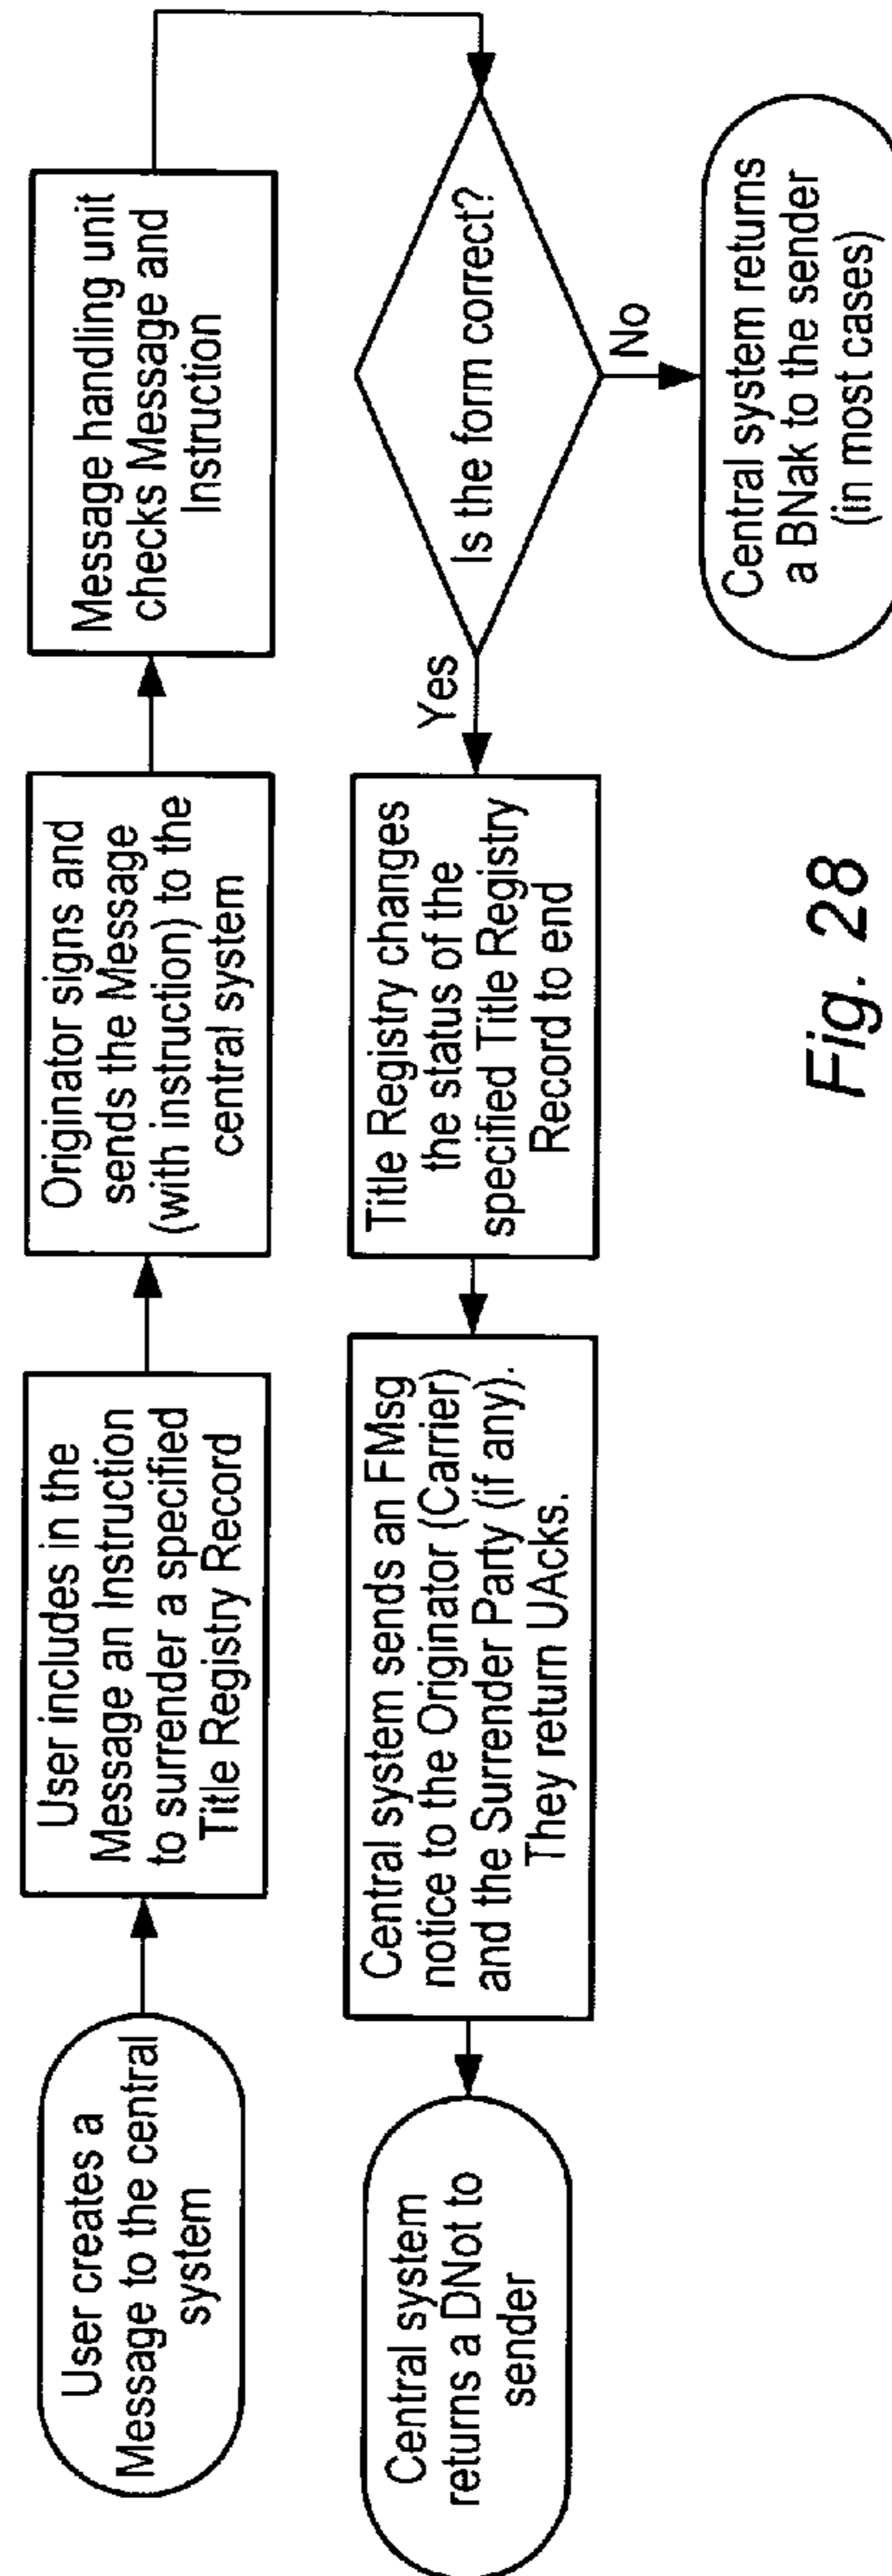 User creates a
Message to the central
system
User includes in the
Message an Instruction
to surrender a specified
Title Registry Record
Originator signs and
sends the Message
(with instruction) to the
central system
Message handling unit
checks Message and
Instruction
Is the form correct?
Yes
No
Title Registry changes
the status of the
specified Title Registry
Record to end
Central system sends an FMsg
notice to the Originator (Carrier)
and the Surrender Party (if any).
They return UAcks.
Central system
returns a DNot to
sender
Central system returns
a BNak to the sender
(in most cases)
Fig. 28